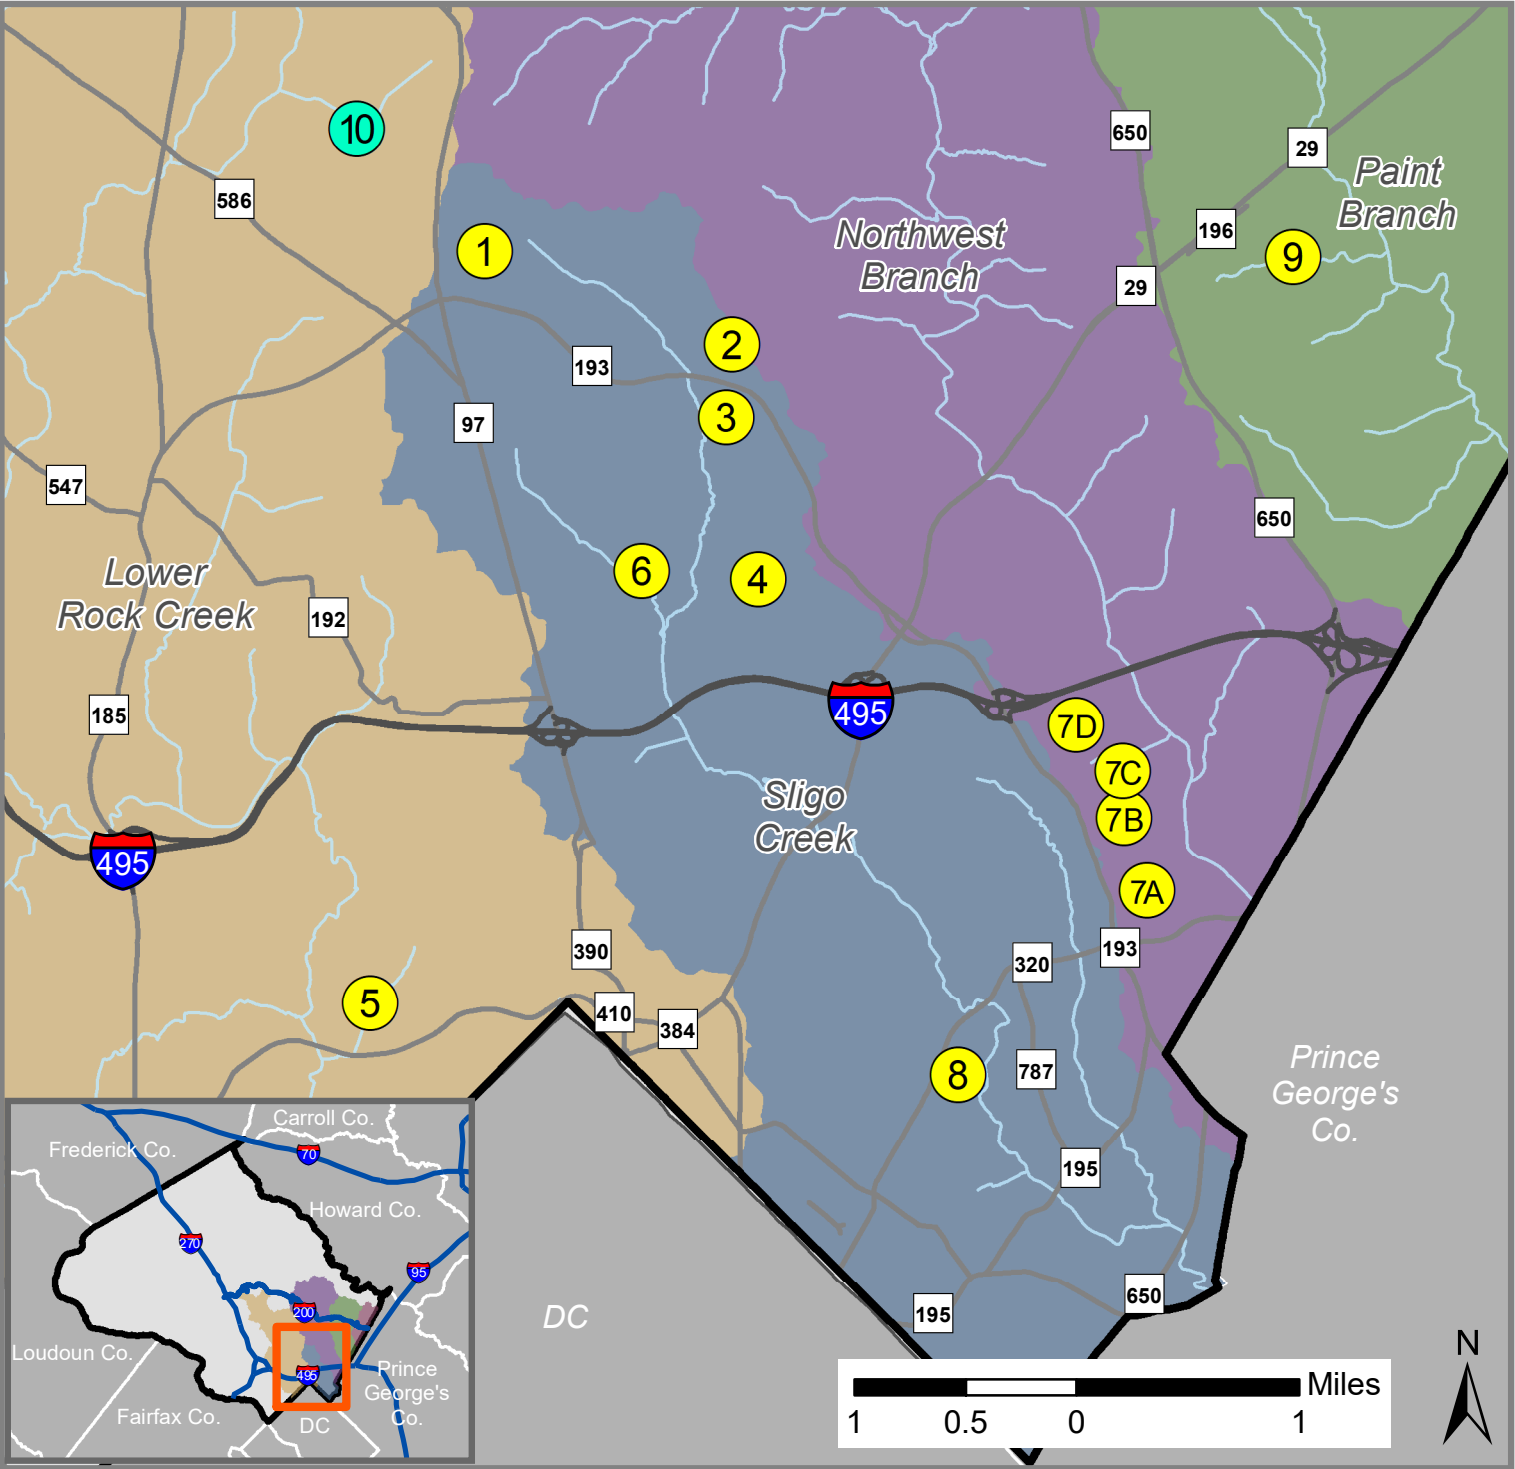 650
29
10
Paint
Branch
586
196
Northwest
Branch
1
9
29
2
193
3
97
547
650
6
4
Lower
Rock Creek
192
185
495
7D
7C
Sligo
Creek
7B
495
7A
390
193
320
5
410
384
Prince
George's
Co.
787
8
195
650
195
DC
Carroll Co.
Frederick Co.
70
Howard Co.
270
95
200
Loudoun Co.
495
Prince
George's
Co.
Fairfax Co.
DC
Miles
1 0.5 0 1
N